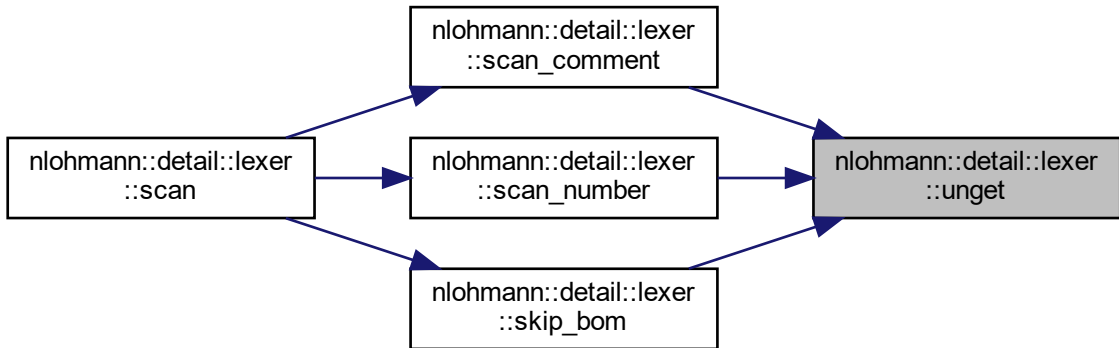 nlohmann::detail::lexer
::scan_comment
nlohmann::detail::lexer
::scan
nlohmann::detail::lexer
::scan_number
nlohmann::detail::lexer
::unget
nlohmann::detail::lexer
::skip_bom